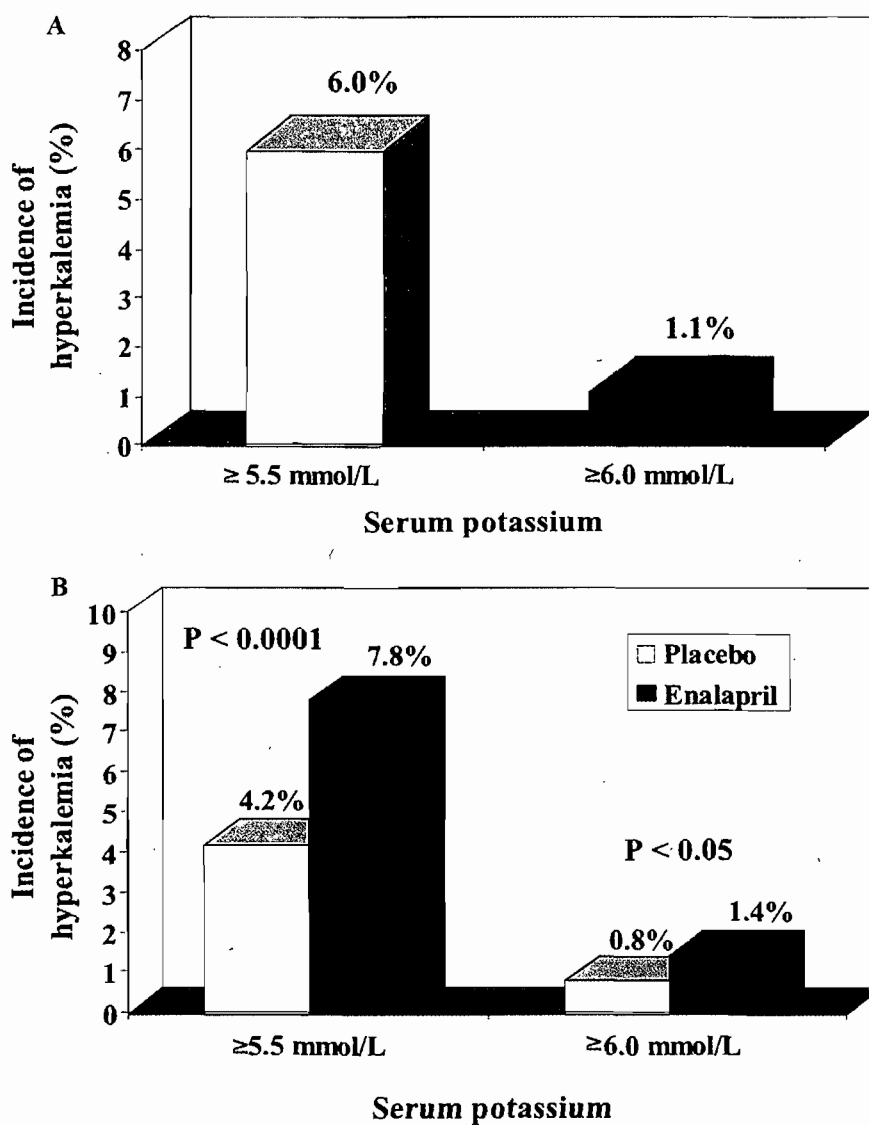 A
8
7
6
5
4
3
2
1
0
Incidence of
hyperkalemia (%)
6.0%
1.1%
≥ 5.5 mmol/L
≥6.0 mmol/L
Serum potassium
B
10
9
8
7
6
5
4
3
2
1
0
Incidence of
hyperkalemia (%)
P < 0.0001
7.8%
4.2%
Placebo
Enalapril
P < 0.05
0.8%
1.4%
≥5.5 mmol/L
≥6.0 mmol/L
Serum potassium